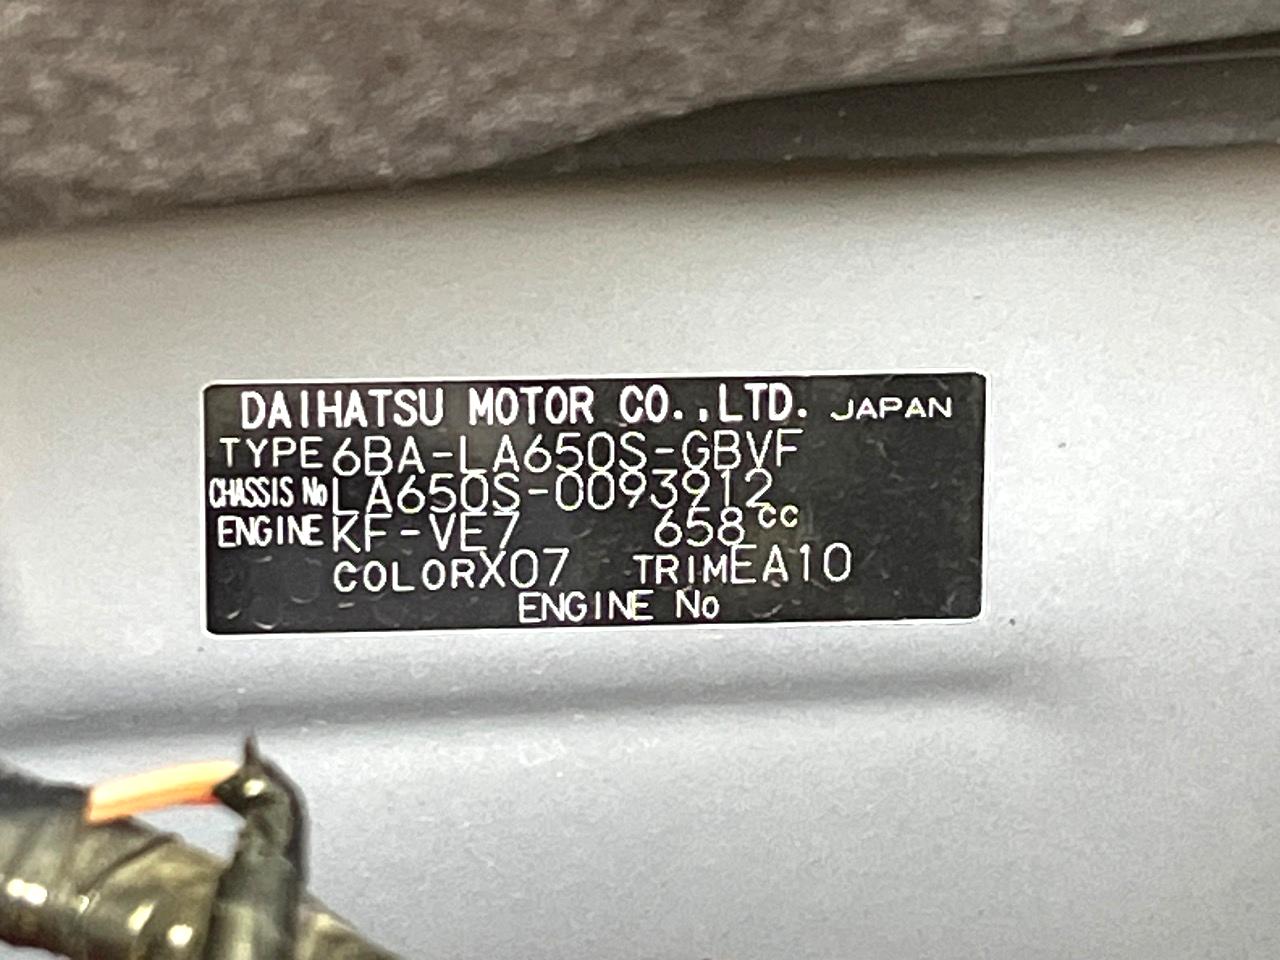 DAIHATSU MOTOR CO.,LTD. JAPAN
TYPE 6BA-LA650S-GBVF
CHASSIS No LA650S-0093912
ENGINE KF-VE7 658cc
COLOR X07 TRIM EA10
ENGINE No